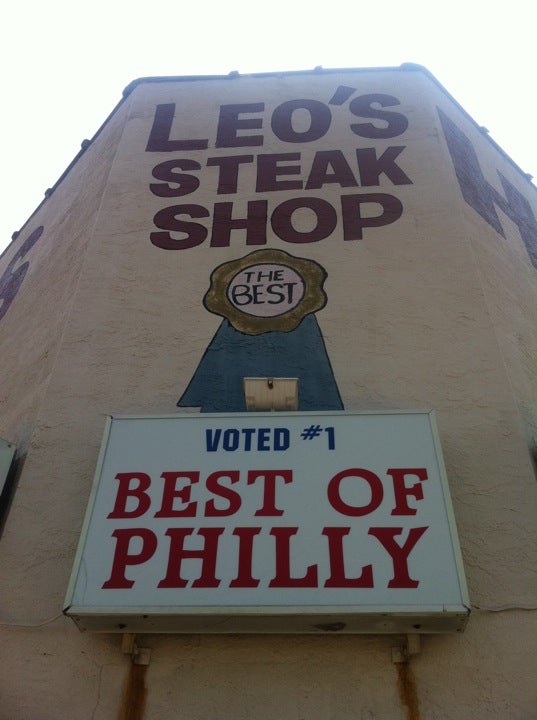 LEO'S
STEAK
SHOP
THE
BEST
VOTED #1
BEST OF
PHILLY